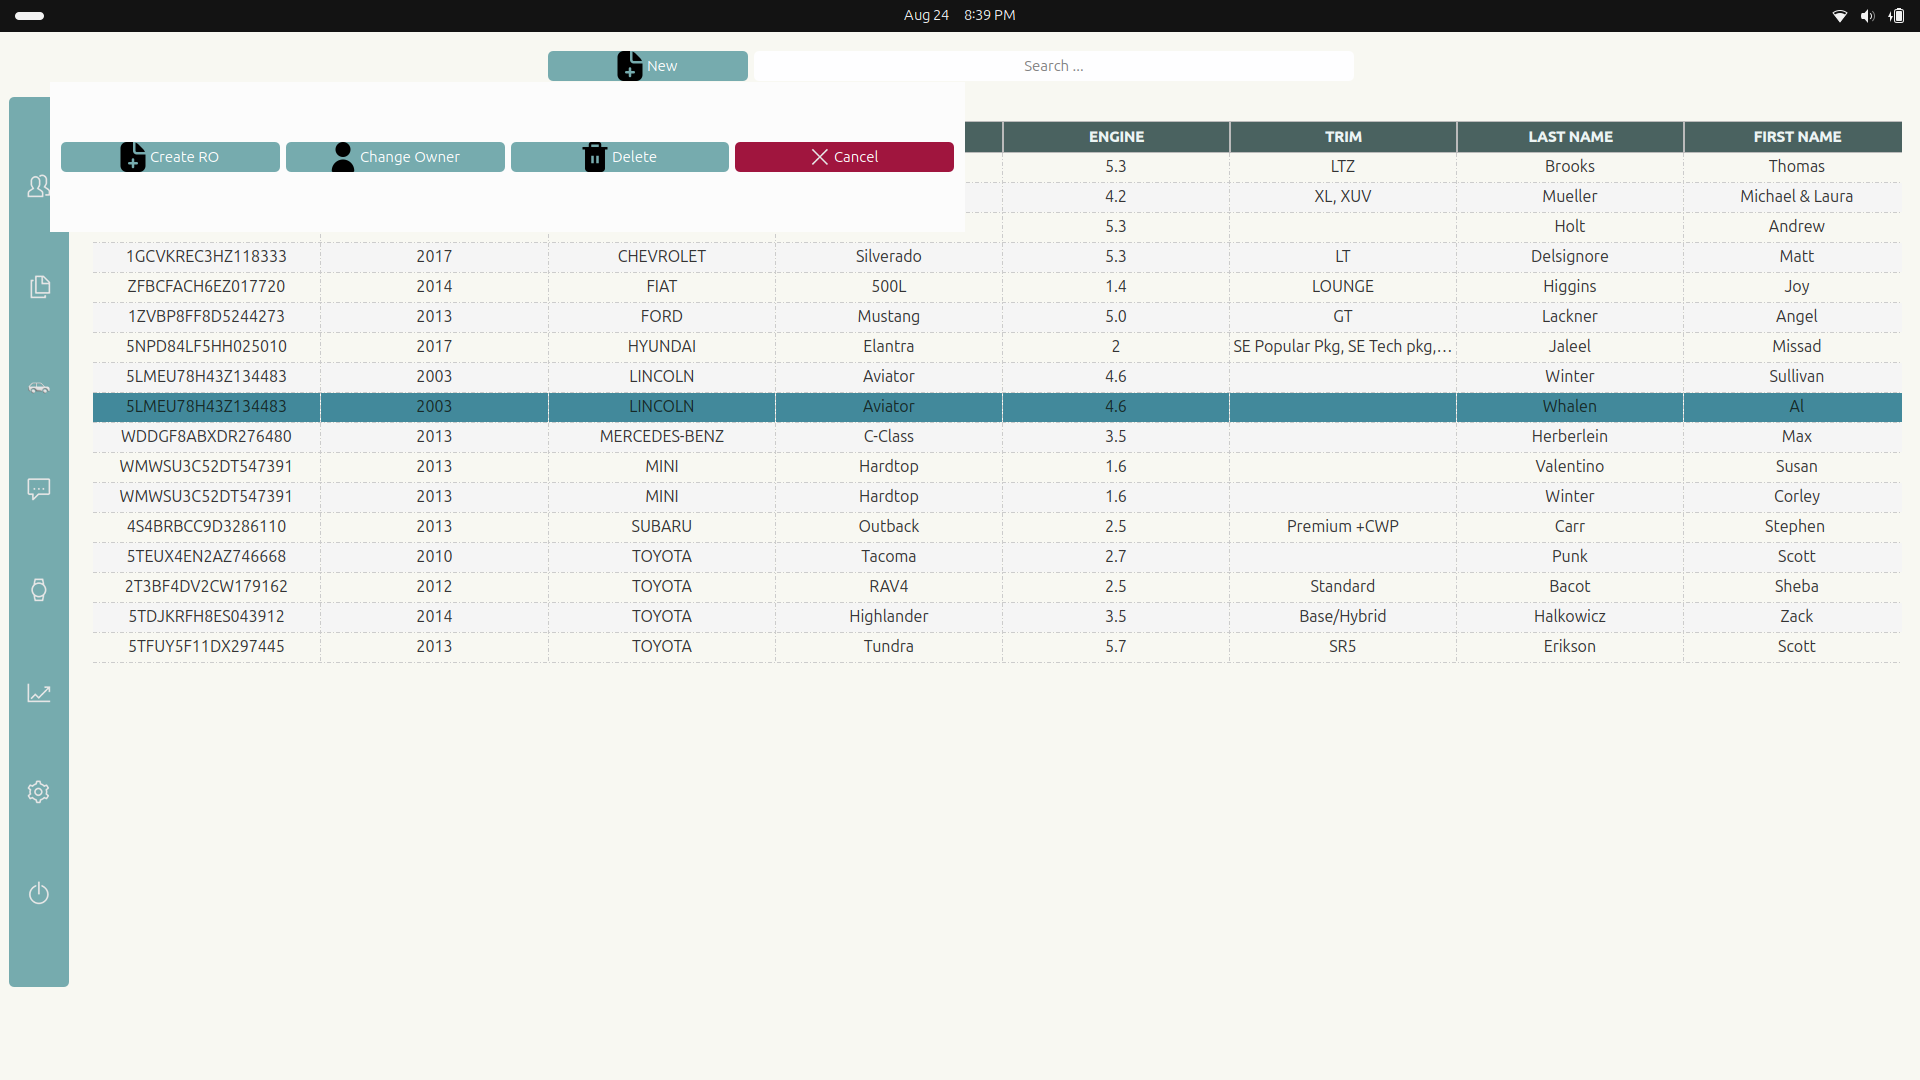 Aug 24 8:39 PM
New Search ...
Create RO Change Owner Delete Cancel
ENGINE TRIM LAST NAME FIRST NAME
5.3 LTZ Brooks Thomas
4.2 XL, XUV Mueller Michael & Laura
5.3 Holt Andrew
1GCVKREC3HZ118333 2017 CHEVROLET Silverado 5.3 LT Delsignore Matt
ZFBCFACH6EZ017720 2014 FIAT 500L 1.4 LOUNGE Higgins Joy
1ZVBP8FF8D5244273 2013 FORD Mustang 5.0 GT Lackner Angel
5NPD84LF5HH025010 2017 HYUNDAI Elantra 2 SE Popular Pkg, SE Tech pkg,... Jaleel Missad
5LMEU78H43Z134483 2003 LINCOLN Aviator 4.6 Winter Sullivan
5LMEU78H43Z134483 2003 LINCOLN Aviator 4.6 Whalen Al
WDDGF8ABXDR276480 2013 MERCEDES-BENZ C-Class 3.5 Herberlein Max
WMWSU3C52DT547391 2013 MINI Hardtop 1.6 Valentino Susan
WMWSU3C52DT547391 2013 MINI Hardtop 1.6 Winter Corley
4S4BRBCC9D3286110 2013 SUBARU Outback 2.5 Premium +CWP Carr Stephen
5TEUX4EN2AZ746668 2010 TOYOTA Tacoma 2.7 Punk Scott
2T3BF4DV2CW179162 2012 TOYOTA RAV4 2.5 Standard Bacot Sheba
5TDJKRFH8ES043912 2014 TOYOTA Highlander 3.5 Base/Hybrid Halkowicz Zack
5TFUY5F11DX297445 2013 TOYOTA Tundra 5.7 SR5 Erikson Scott